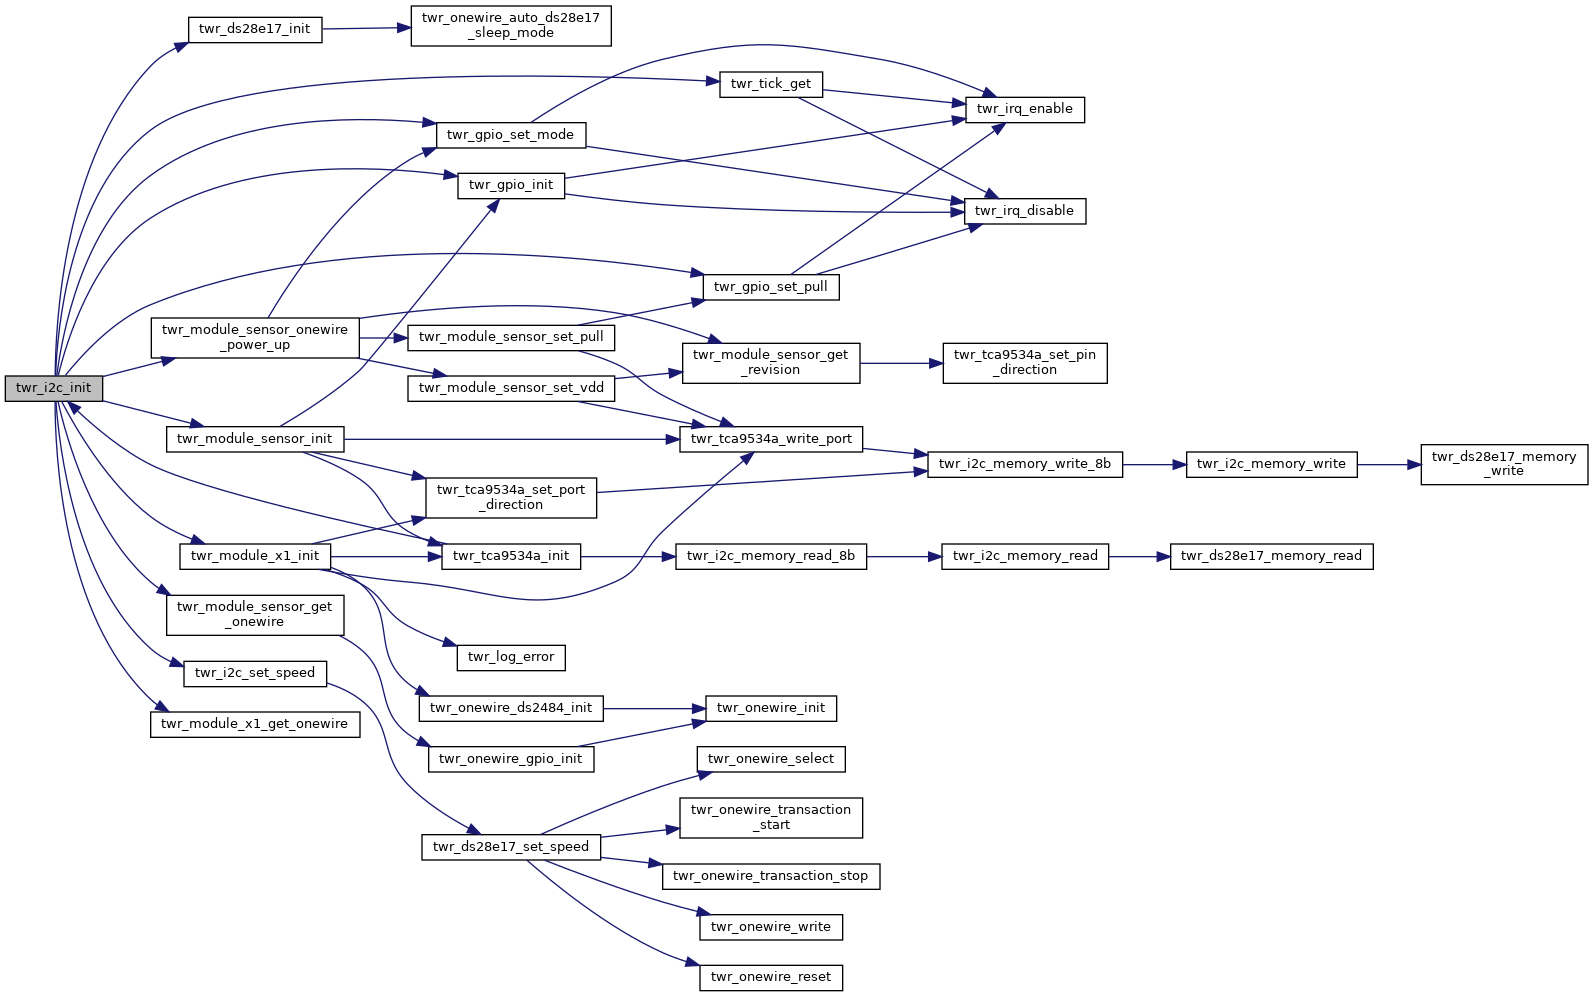 twr_ds28e17_init
twr_onewire_auto_ds28e17
_sleep_mode
twr_tick_get
twr_irq_enable
twr_gpio_set_mode
twr_gpio_init
twr_irq_disable
twr_gpio_set_pull
twr_module_sensor_onewire
_power_up
twr_module_sensor_set_pull
twr_module_sensor_get
_revision
twr_tca9534a_set_pin
_direction
twr_i2c_init
twr_module_sensor_set_vdd
twr_module_sensor_init
twr_tca9534a_write_port
twr_i2c_memory_write_8b
twr_i2c_memory_write
twr_ds28e17_memory
_write
twr_tca9534a_set_port
_direction
twr_module_x1_init
twr_tca9534a_init
twr_i2c_memory_read_8b
twr_i2c_memory_read
twr_ds28e17_memory_read
twr_module_sensor_get
_onewire
twr_log_error
twr_i2c_set_speed
twr_onewire_ds2484_init
twr_onewire_init
twr_module_x1_get_onewire
twr_onewire_gpio_init
twr_onewire_select
twr_onewire_transaction
_start
twr_ds28e17_set_speed
twr_onewire_transaction_stop
twr_onewire_write
twr_onewire_reset